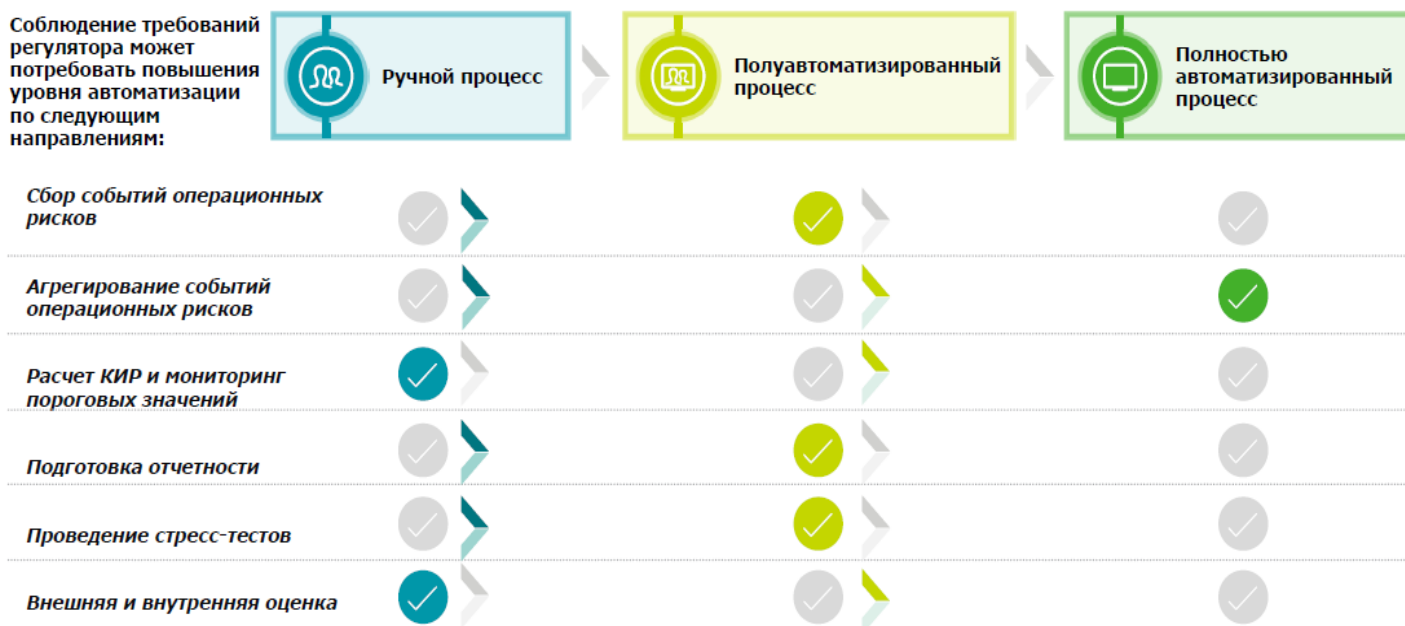 Соблюдение требований
регулятора может
потребовать повышения
уровня автоматизации
по следующим
направлениям:
Ручной процесс
Полуавтоматизированный
процесс
Полностью
автоматизированный
процесс
Сбор событий операционных
рисков
Агрегирование событий
операционных рисков
Расчет КИР и мониторинг
пороговых значений
Подготовка отчетности
Проведение стресс-тестов
Внешняя и внутренняя оценка